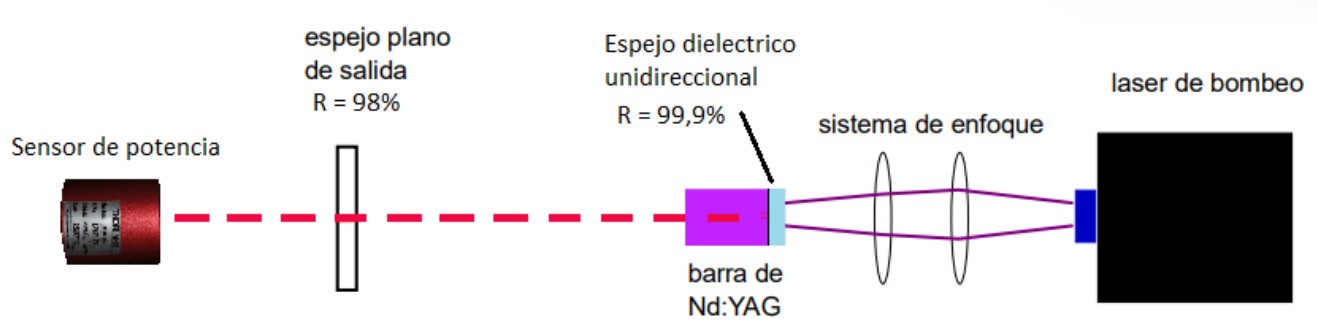 espejo plano
de salida
R = 98%
Espejo dielectrico
unidireccional
R = 99,9%
laser de bombeo
sistema de enfoque
Sensor de potencia
barra de
Nd:YAG